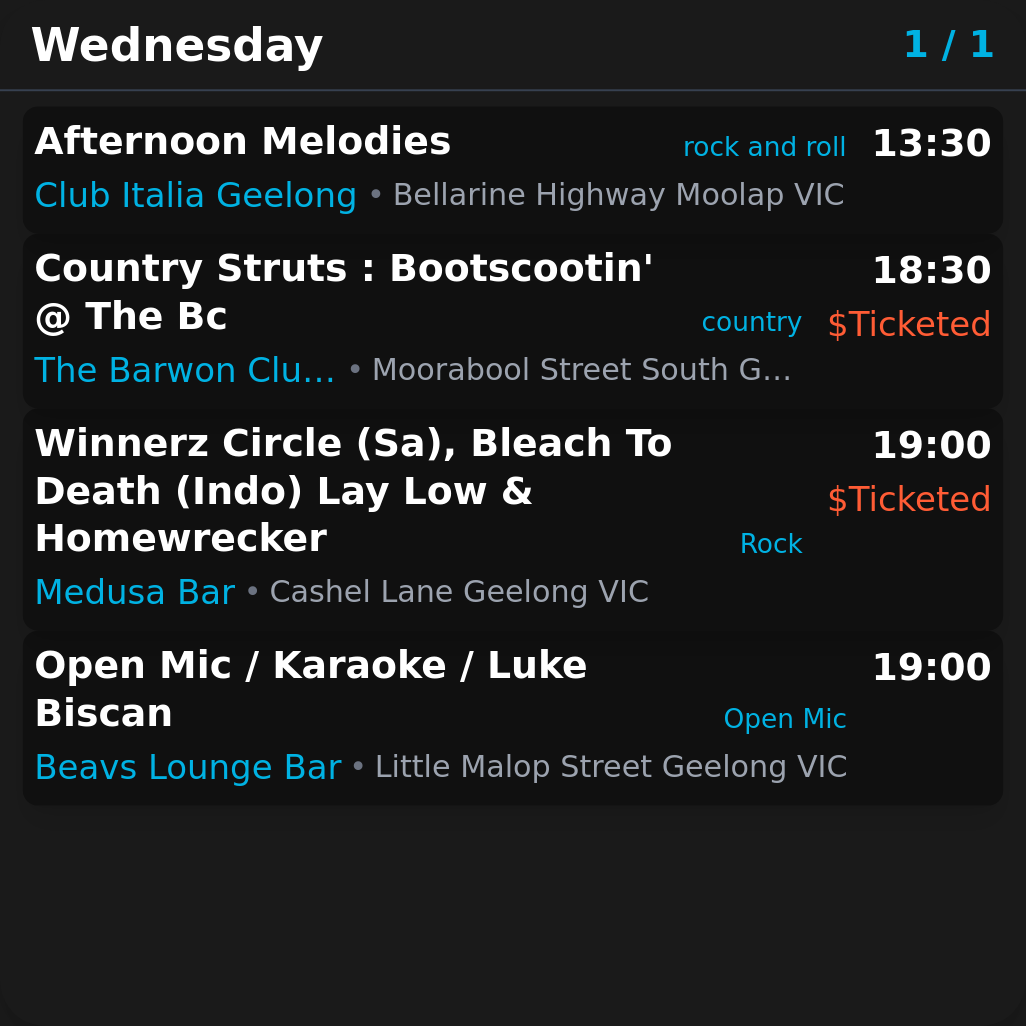 Wednesday 1 / 1
Afternoon Melodies rock and roll 13:30
Club Italia Geelong • Bellarine Highway Moolap VIC
Country Struts : Bootscootin' 18:30
@ The Bc country $Ticketed
The Barwon Clu... • Moorabool Street South G...
Winnerz Circle (Sa), Bleach To 19:00
Death (Indo) Lay Low & $Ticketed
Homewrecker Rock
Medusa Bar • Cashel Lane Geelong VIC
Open Mic / Karaoke / Luke 19:00
Biscan Open Mic
Beavs Lounge Bar • Little Malop Street Geelong VIC